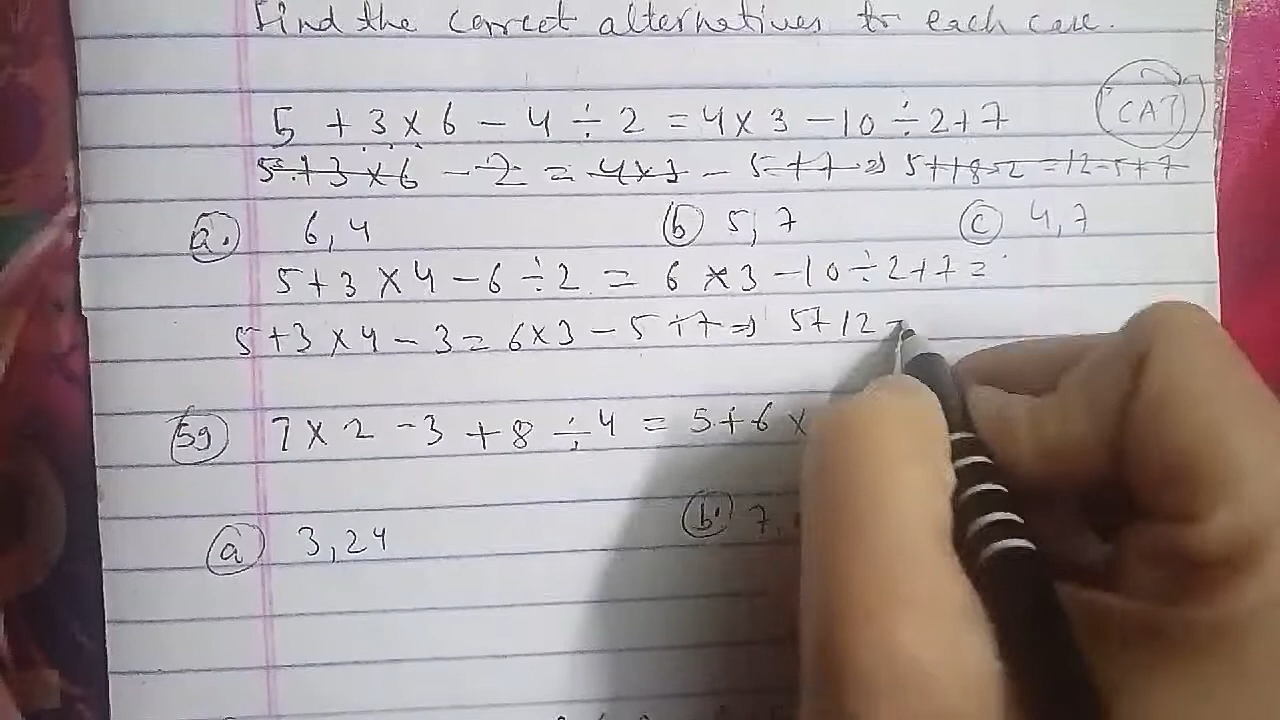 Find the correct alternatives to each case.
5 + 3 × 6 - 4 ÷ 2 = 4 × 3 - 10 ÷ 2 + 7
CAT
5 + 3 × 6 - 2 = 4 × 3 - 5 + 7 ⇒ 5 + 18 - 2 = 12 - 5 + 7
a. 6, 4 b 5, 7 c 4, 7
5 + 3 × 4 - 6 ÷ 2 = 6 × 3 - 10 ÷ 2 + 7 =
5 + 3 × 4 - 3 = 6 × 3 - 5 + 7 ⇒ 5 + 12 -
59 7 × 2 - 3 + 8 ÷ 4 = 5 + 6 ×
a 3, 24 b. 7,